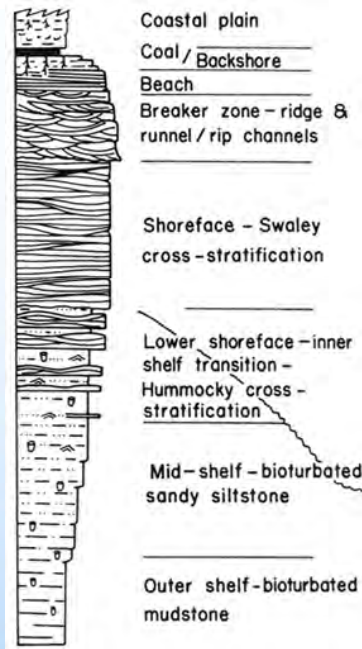 Coastal plain
Coal / Backshore
Beach
Breaker zone – ridge &
runnel / rip channels
Shoreface – Swaley
cross-stratification
Lower shoreface-inner
shelf transition –
Hummocky cross-
stratification
Mid-shelf-bioturbated
sandy siltstone
Outer shelf-bioturbated
mudstone